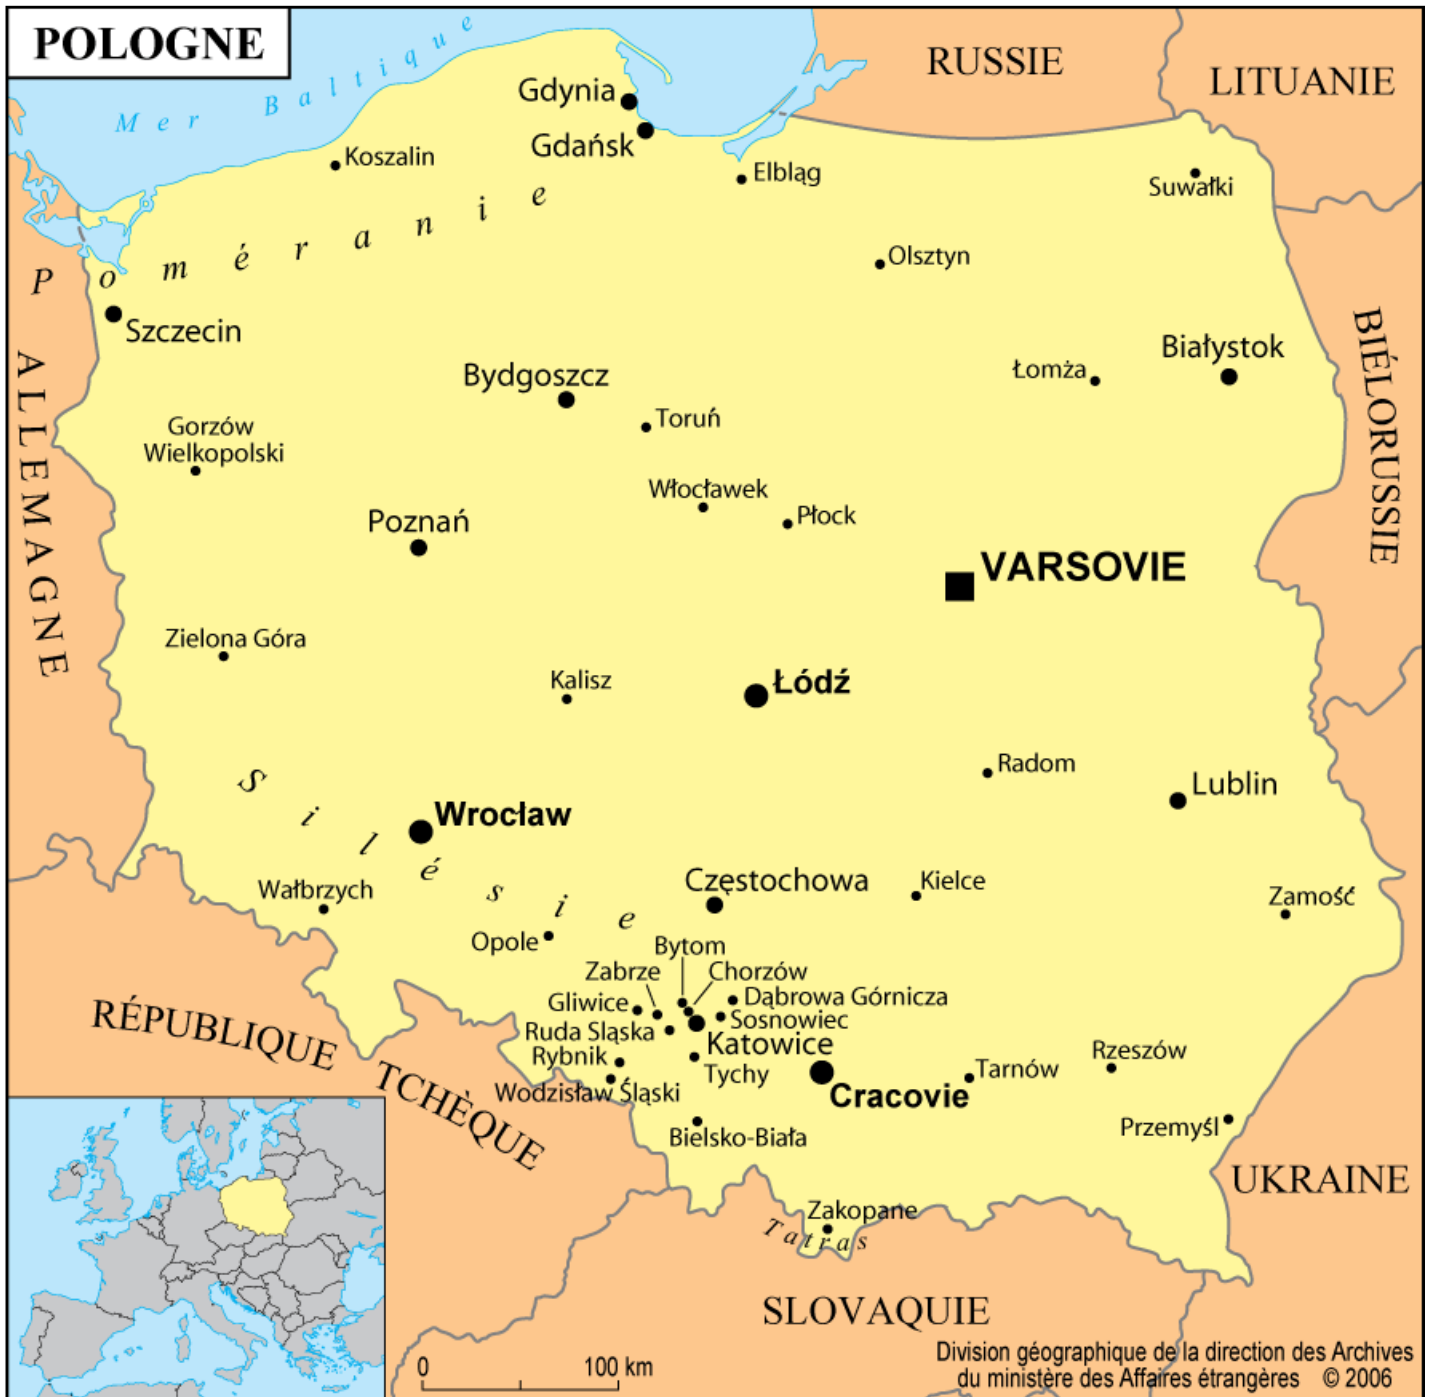 POLOGNE
Mer Baltique
RUSSIE
LITUANIE
Gdynia
Gdańsk
Koszalin
Elbląg
Suwałki
Poméranie
Olsztyn
Szczecin
Białystok
Łomża
BIÉLORUSSIE
ALLEMAGNE
Bydgoszcz
Toruń
Gorzów
Wielkopolski
Włocławek
Płock
Poznań
VARSOVIE
Zielona Góra
Kalisz
Łódź
Radom
Lublin
Silésie
Wrocław
Wałbrzych
Częstochowa
Kielce
Zamość
Opole
Bytom
Zabrze
Chorzów
Gliwice
Dąbrowa Górnicza
Ruda Sląska
Sosnowiec
Katowice
Rybnik
Tychy
Wodzisław Śląski
Cracovie
Tarnów
Rzeszów
Bielsko-Biała
Przemyśl
RÉPUBLIQUE TCHÈQUE
UKRAINE
Zakopane
Tatras
SLOVAQUIE
0 100 km
Division géographique de la direction des Archives
du ministère des Affaires étrangères © 2006